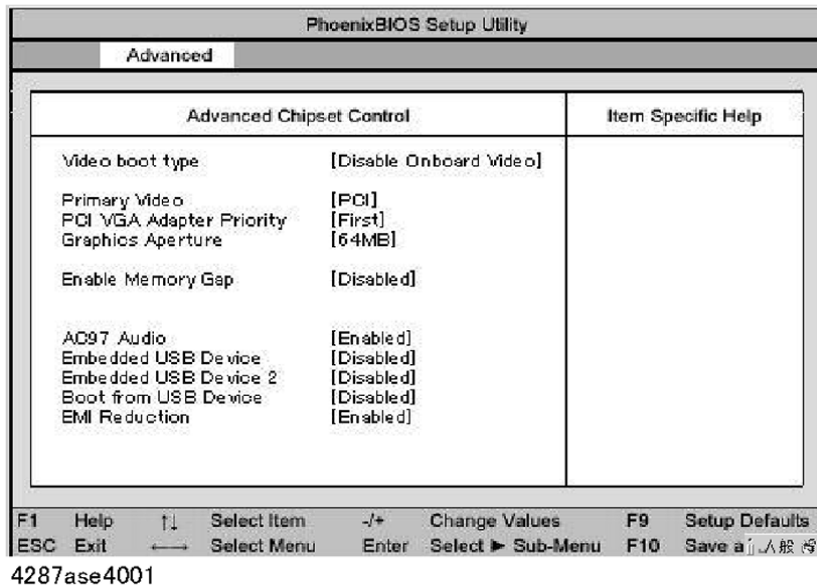 PhoenixBIOS Setup Utility
Advanced
Advanced Chipset Control
Item Specific Help
Video boot type [Disable Onboard Video]
Primary Video [PCI]
PCI VGA Adapter Priority [First]
Graphics Aperture [64MB]
Enable Memory Gap [Disabled]
AC97 Audio [Enabled]
Embedded USB Device [Disabled]
Embedded USB Device 2 [Disabled]
Boot from USB Device [Disabled]
EMI Reduction [Enabled]
F1 Help ↑↓ Select Item -/+ Change Values F9 Setup Defaults
ESC Exit ←→ Select Menu Enter Select ► Sub-Menu F10 Save a 般
4287ase4001